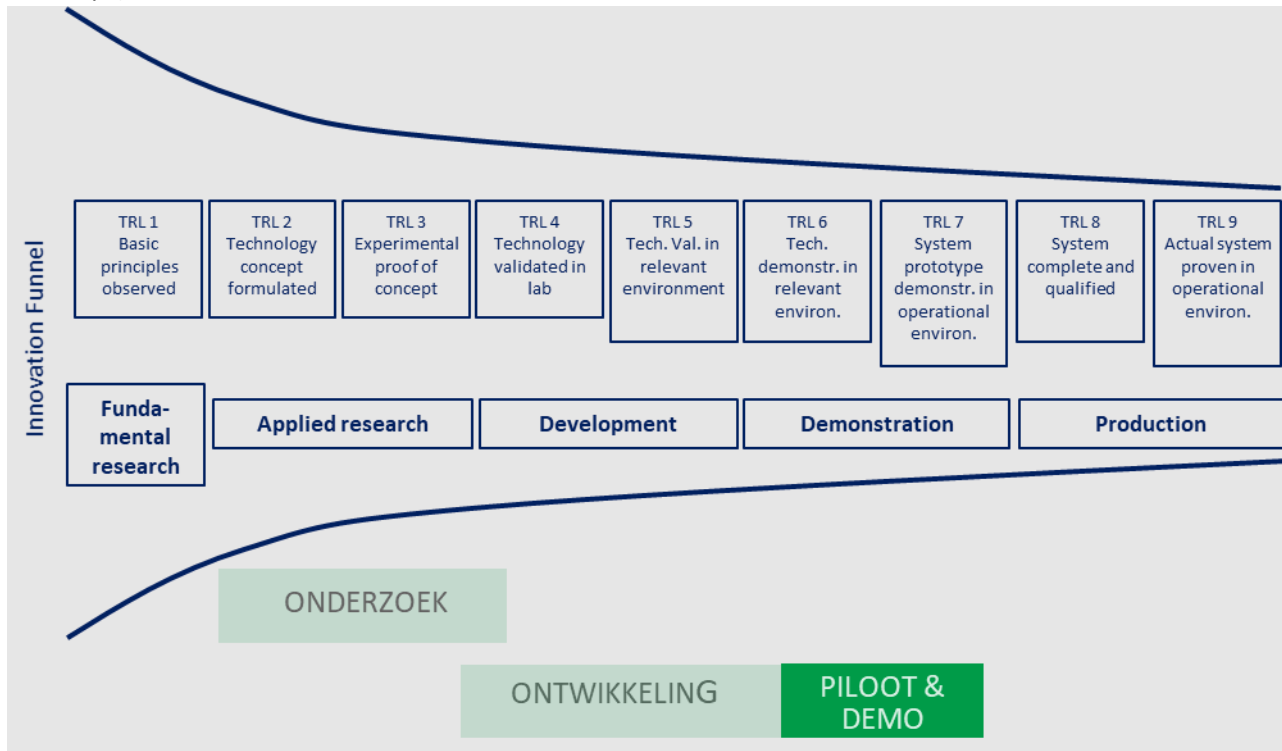 Innovation Funnel
TRL 1
Basic
principles
observed
TRL 2
Technology
concept
formulated
TRL 3
Experimental
proof of
concept
TRL 4
Technology
validated in
lab
TRL 5
Tech. Val. in
relevant
environment
TRL 6
Tech.
demonstr. in
relevant
environ.
TRL 7
System
prototype
demonstr. in
operational
environ.
TRL 8
System
complete and
qualified
TRL 9
Actual system
proven in
operational
environ.
Funda-
mental
research
Applied research
Development
Demonstration
Production
ONDERZOEK
ONTWIKKELING
PILOOT &
DEMO